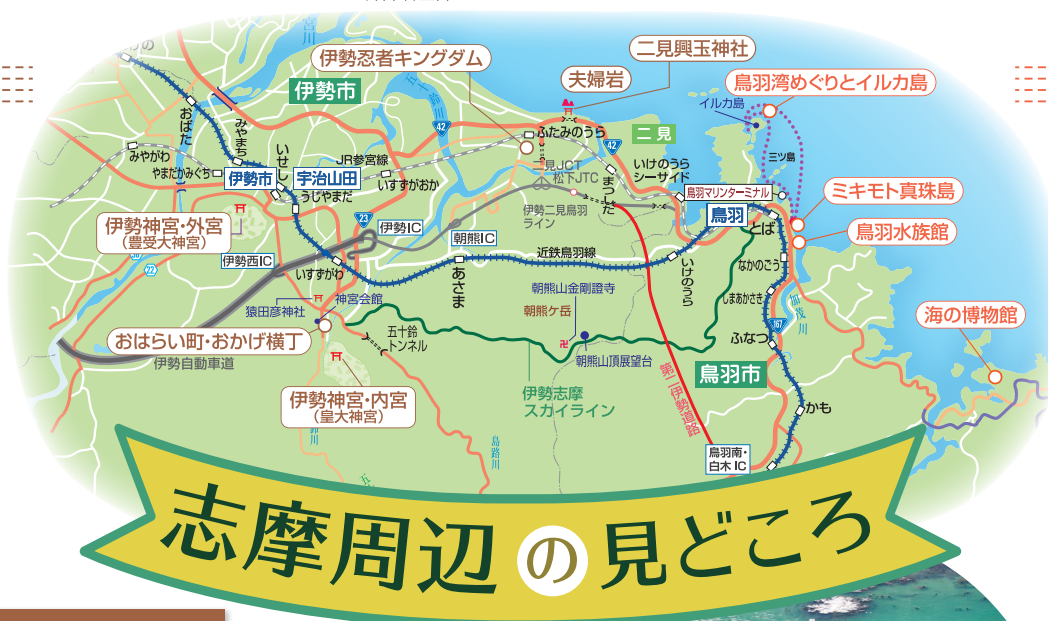 伊勢忍者キングダム
二見興玉神社
夫婦岩
鳥羽湾めぐりとイルカ島
イルカ島
伊勢市
42
ふたみのうら
42
二見
三ツ島
おばた
みやまち
いせし
JR参宮線
二見JCT
松下JTC
いけのうら
シーサイド
みやがわ
やまだかみぐち
伊勢市
宇治山田
うじやまだ
いすずがおか
まつした
鳥羽マリンターミナル
ミキモト真珠島
伊勢神宮・外宮
(豊受大神宮)
23
伊勢IC
伊勢二見鳥羽
ライン
鳥羽
とば
鳥羽水族館
朝熊IC
22
伊勢西IC
いすずがわ
あさま
近鉄鳥羽線
いけのうら
なかのごう
朝熊山金剛證寺
しまあかさき
加茂川
猿田彦神社
神宮会館
朝熊ケ岳
海の博物館
167
おはらい町・おかげ横丁
五十鈴
トンネル
ふなつ
伊勢自動車道
朝熊山頂展望台
第二伊勢道路
鳥羽市
伊勢神宮・内宮
(皇大神宮)
伊勢志摩
スカイライン
かも
島路川
鳥羽南・
白木IC
志摩周辺の見どころ